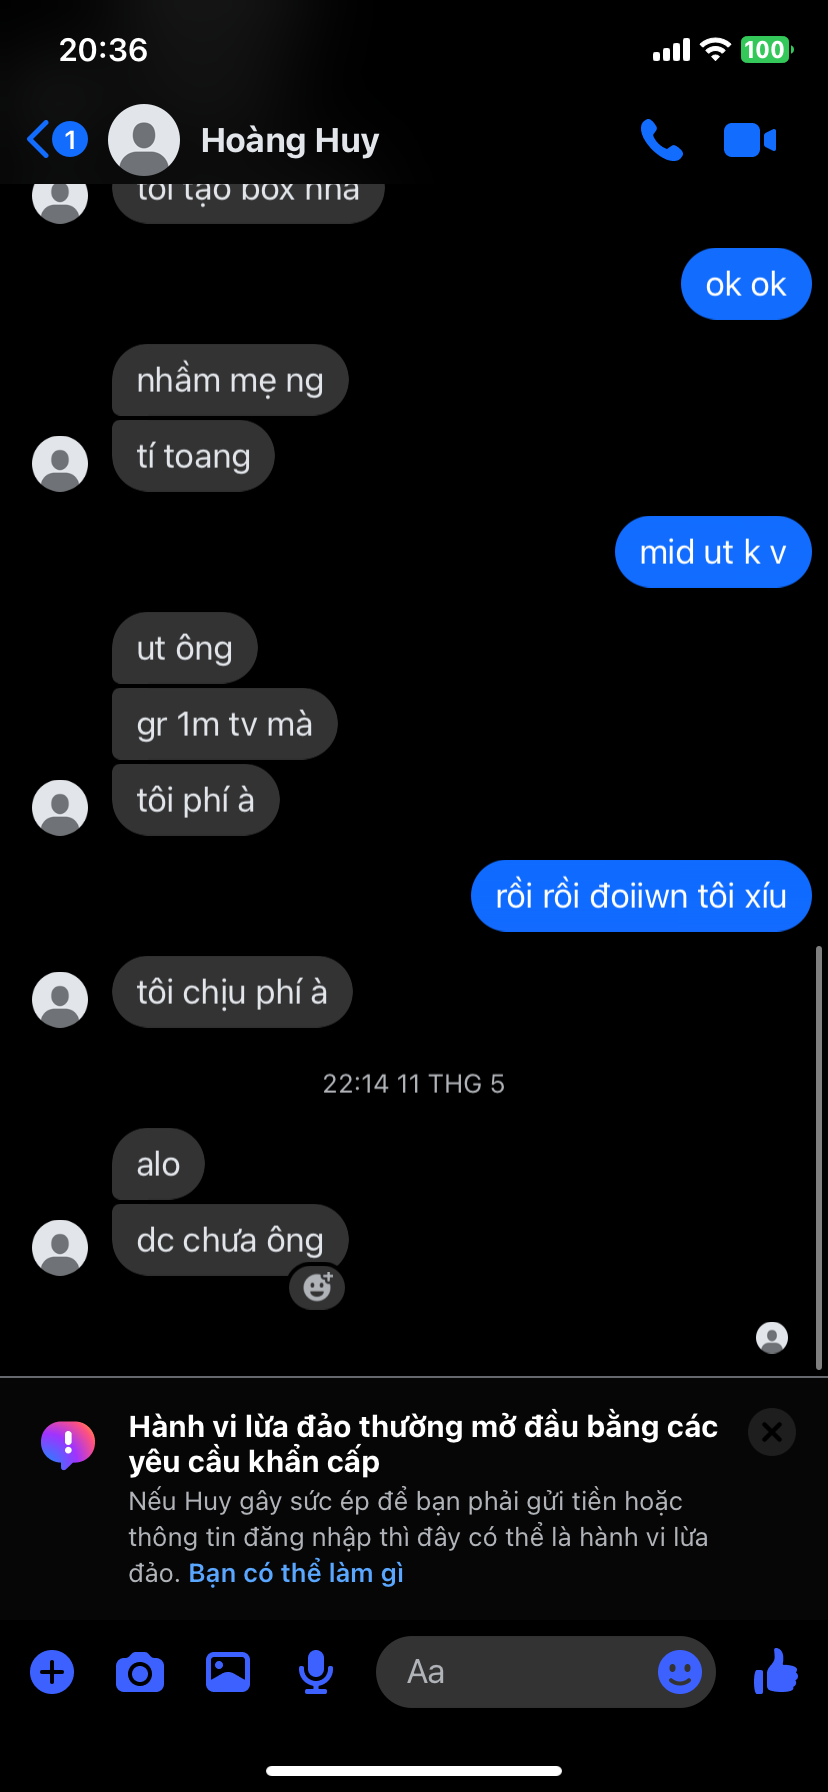 20:36
100
1
Hoàng Huy
tôi tạo box nha
ok ok
nhầm mẹ ng
tí toang
mid ut k v
ut ông
gr 1m tv mà
tôi phí à
rồi rồi đoiiwn tôi xíu
tôi chịu phí à
22:14 11 THG 5
alo
dc chưa ông
Hành vi lừa đảo thường mở đầu bằng các
yêu cầu khẩn cấp
Nếu Huy gây sức ép để bạn phải gửi tiền hoặc
thông tin đăng nhập thì đây có thể là hành vi lừa
đảo. Bạn có thể làm gì
Aa